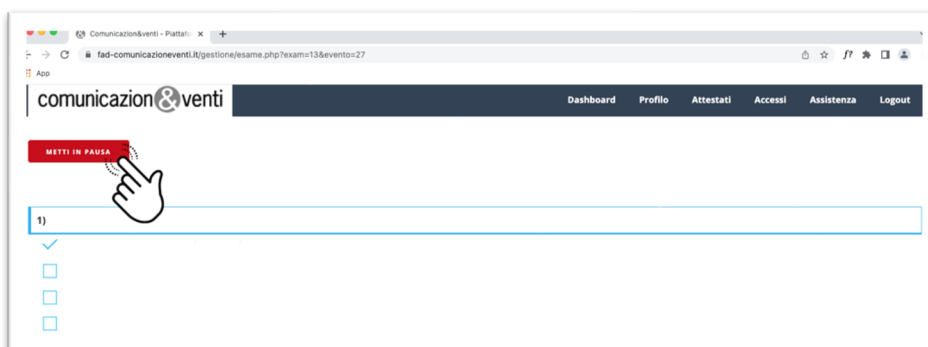 Comunicazion&venti - Piattafo
fad-comunicazioneventi.it/gestione/esame.php?exam=13&evento=27
App
comunicazion&venti
Dashboard Profilo Attestati Accessi Assistenza Logout
METTI IN PAUSA
1)